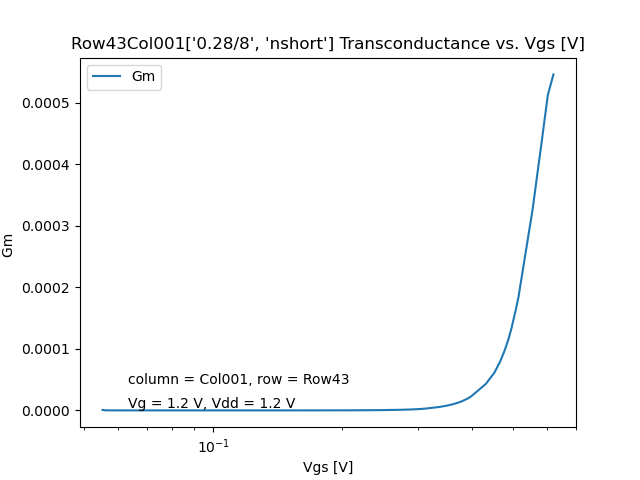 Row43Col001['0.28/8', 'nshort'] Transconductance vs. Vgs [V]
Gm
0.0005
0.0004
0.0003
0.0002
0.0001
0.0000
Gm
column = Col001, row = Row43
Vg = 1.2 V, Vdd = 1.2 V
10⁻¹
Vgs [V]